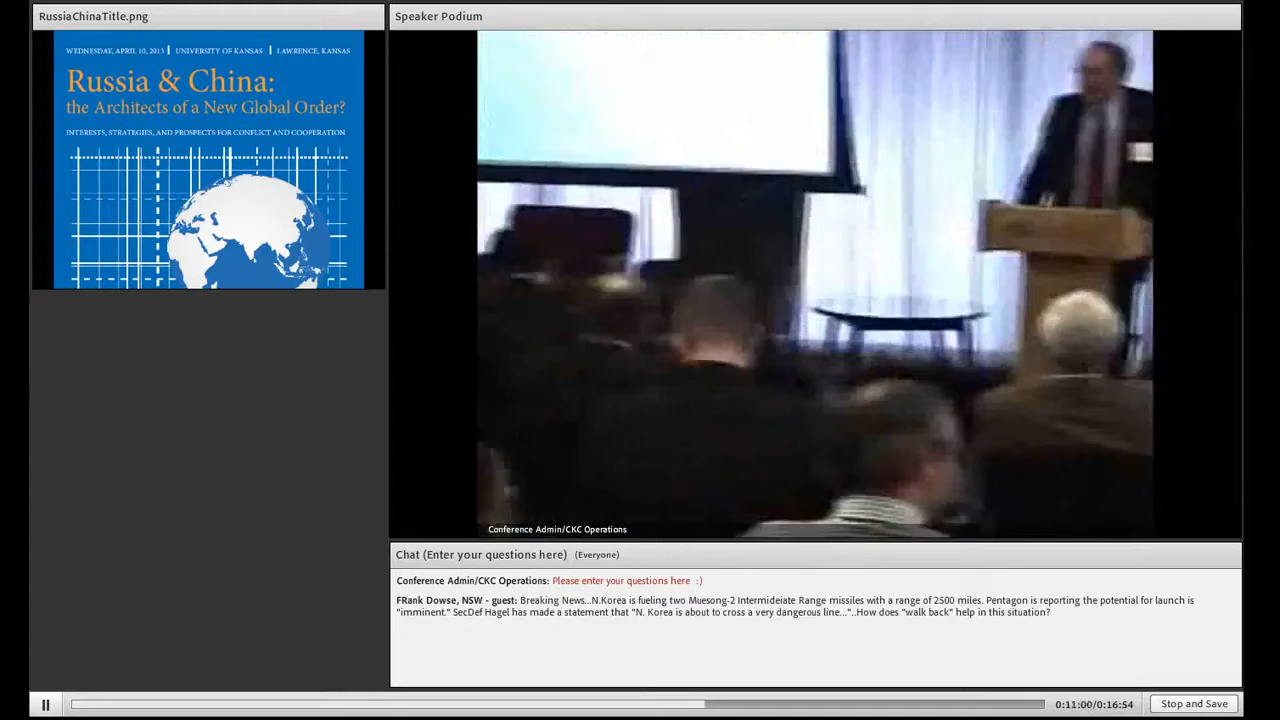 RussiaChinaTitle.png
WEDNESDAY, APRIL 10, 2013 | UNIVERSITY OF KANSAS | LAWRENCE, KANSAS
Russia & China:
the Architects of a New Global Order?
INTERESTS, STRATEGIES, AND PROSPECTS FOR CONFLICT AND COOPERATION
Speaker Podium
Conference Admin/CKC Operations
Chat (Enter your questions here) (Everyone)
Conference Admin/CKC Operations: Please enter your questions here :)
FRank Dowse, NSW - guest: Breaking News...N.Korea is fueling two Muesong-2 Intermideiate Range missiles with a range of 2500 miles. Pentagon is reporting the potential for launch is
"imminent." SecDef Hagel has made a statement that "N. Korea is about to cross a very dangerous line..."..How does "walk back" help in this situation?
0:11:00/0:16:54
Stop and Save